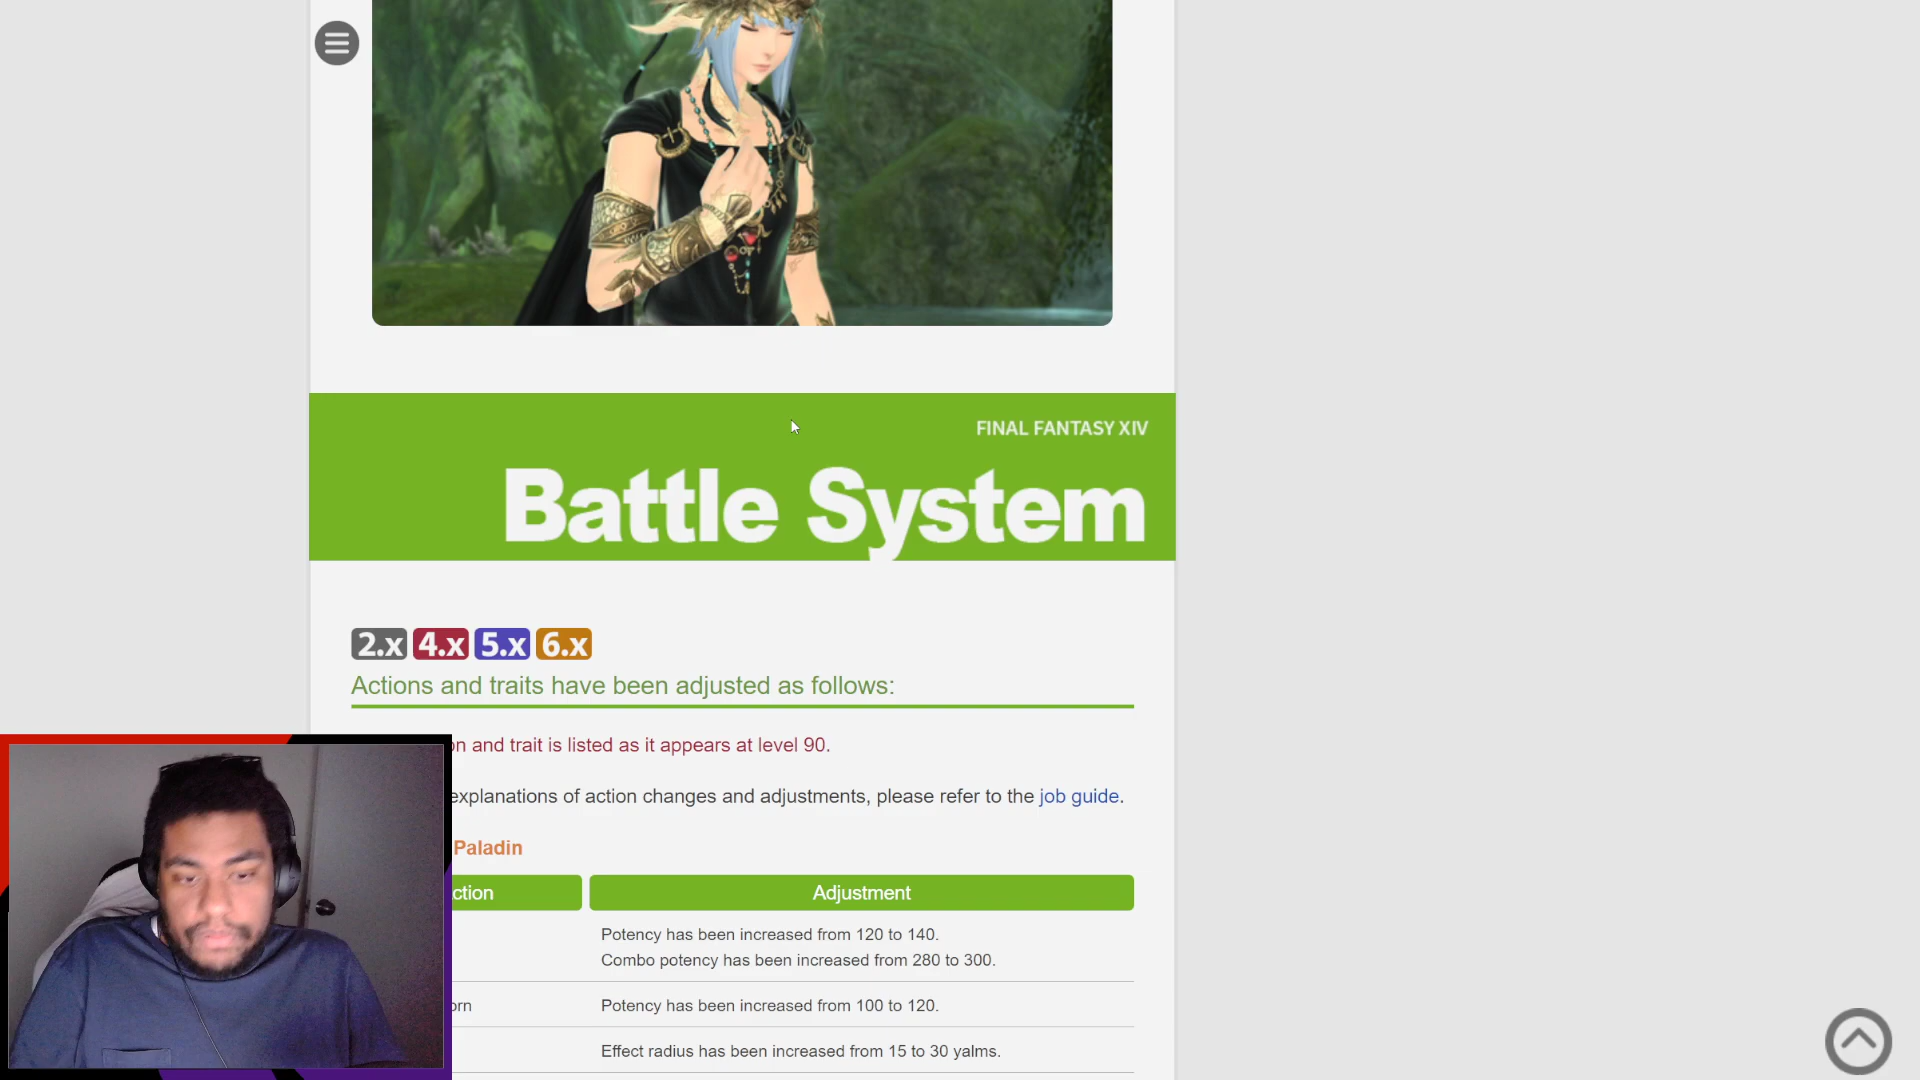 FINAL FANTASY XIV
Battle System
2.x 4.x 5.x 6.x
Actions and traits have been adjusted as follows:
and trait is listed as it appears at level 90.
explanations of action changes and adjustments, please refer to the job guide.
Paladin
Adjustment
Potency has been increased from 120 to 140.
Combo potency has been increased from 280 to 300.
Potency has been increased from 100 to 120.
Effect radius has been increased from 15 to 30 yalms.